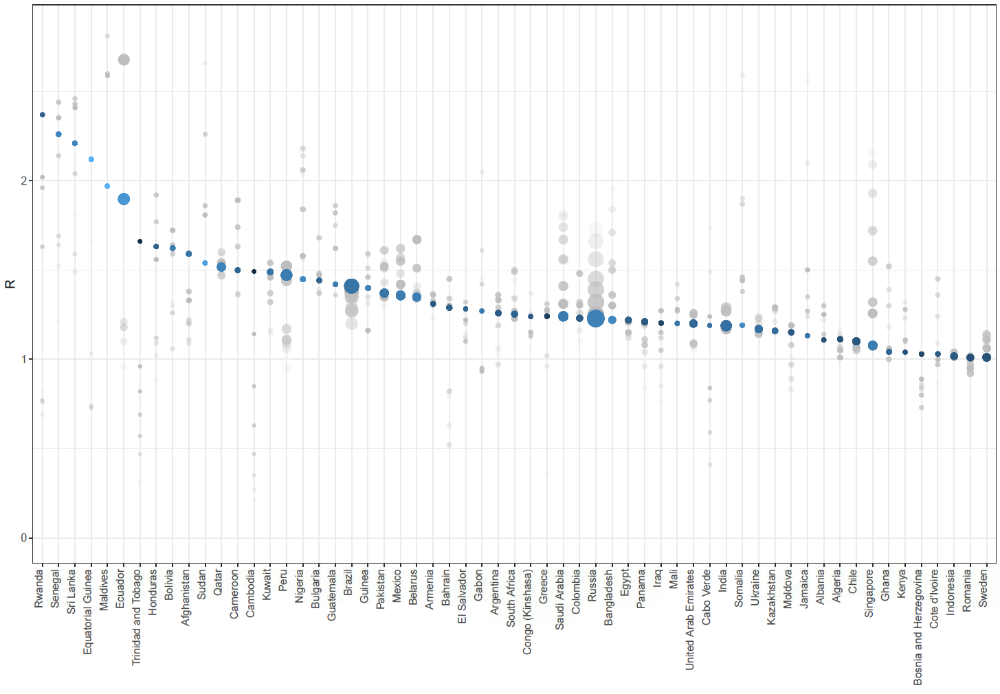 R
2
1
0
Rwanda
Senegal
Sri Lanka
Equatorial Guinea
Maldives
Ecuador
Trinidad and Tobago
Honduras
Bolivia
Afghanistan
Sudan
Qatar
Cameroon
Cambodia
Kuwait
Peru
Nigeria
Bulgaria
Guatemala
Brazil
Guinea
Pakistan
Mexico
Belarus
Armenia
Bahrain
El Salvador
Gabon
Argentina
South Africa
Congo (Kinshasa)
Greece
Saudi Arabia
Colombia
Russia
Bangladesh
Egypt
Panama
Iraq
Mali
United Arab Emirates
Cabo Verde
India
Somalia
Ukraine
Kazakhstan
Moldova
Jamaica
Albania
Algeria
Chile
Singapore
Ghana
Kenya
Bosnia and Herzegovina
Cote d'Ivoire
Indonesia
Romania
Sweden